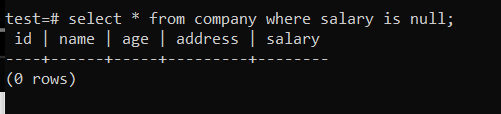 test=# select * from company where salary is null;
 id | name | age | address | salary
----+------+-----+---------+--------
(0 rows)